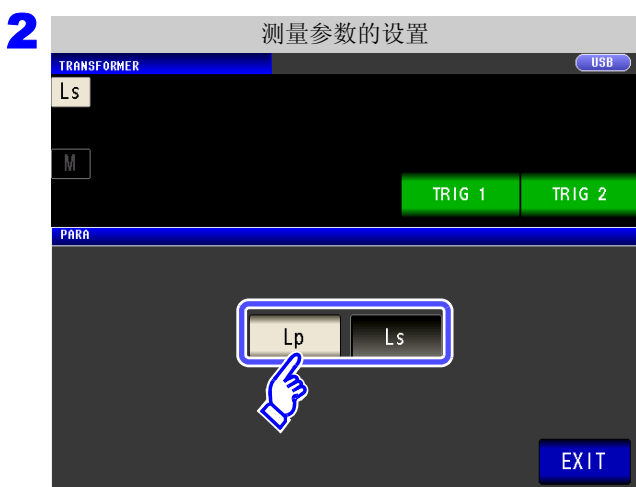 2
测量参数的设置
TRANSFORMER USB
Ls
M
TRIG 1 TRIG 2
PARA
Lp Ls
EXIT